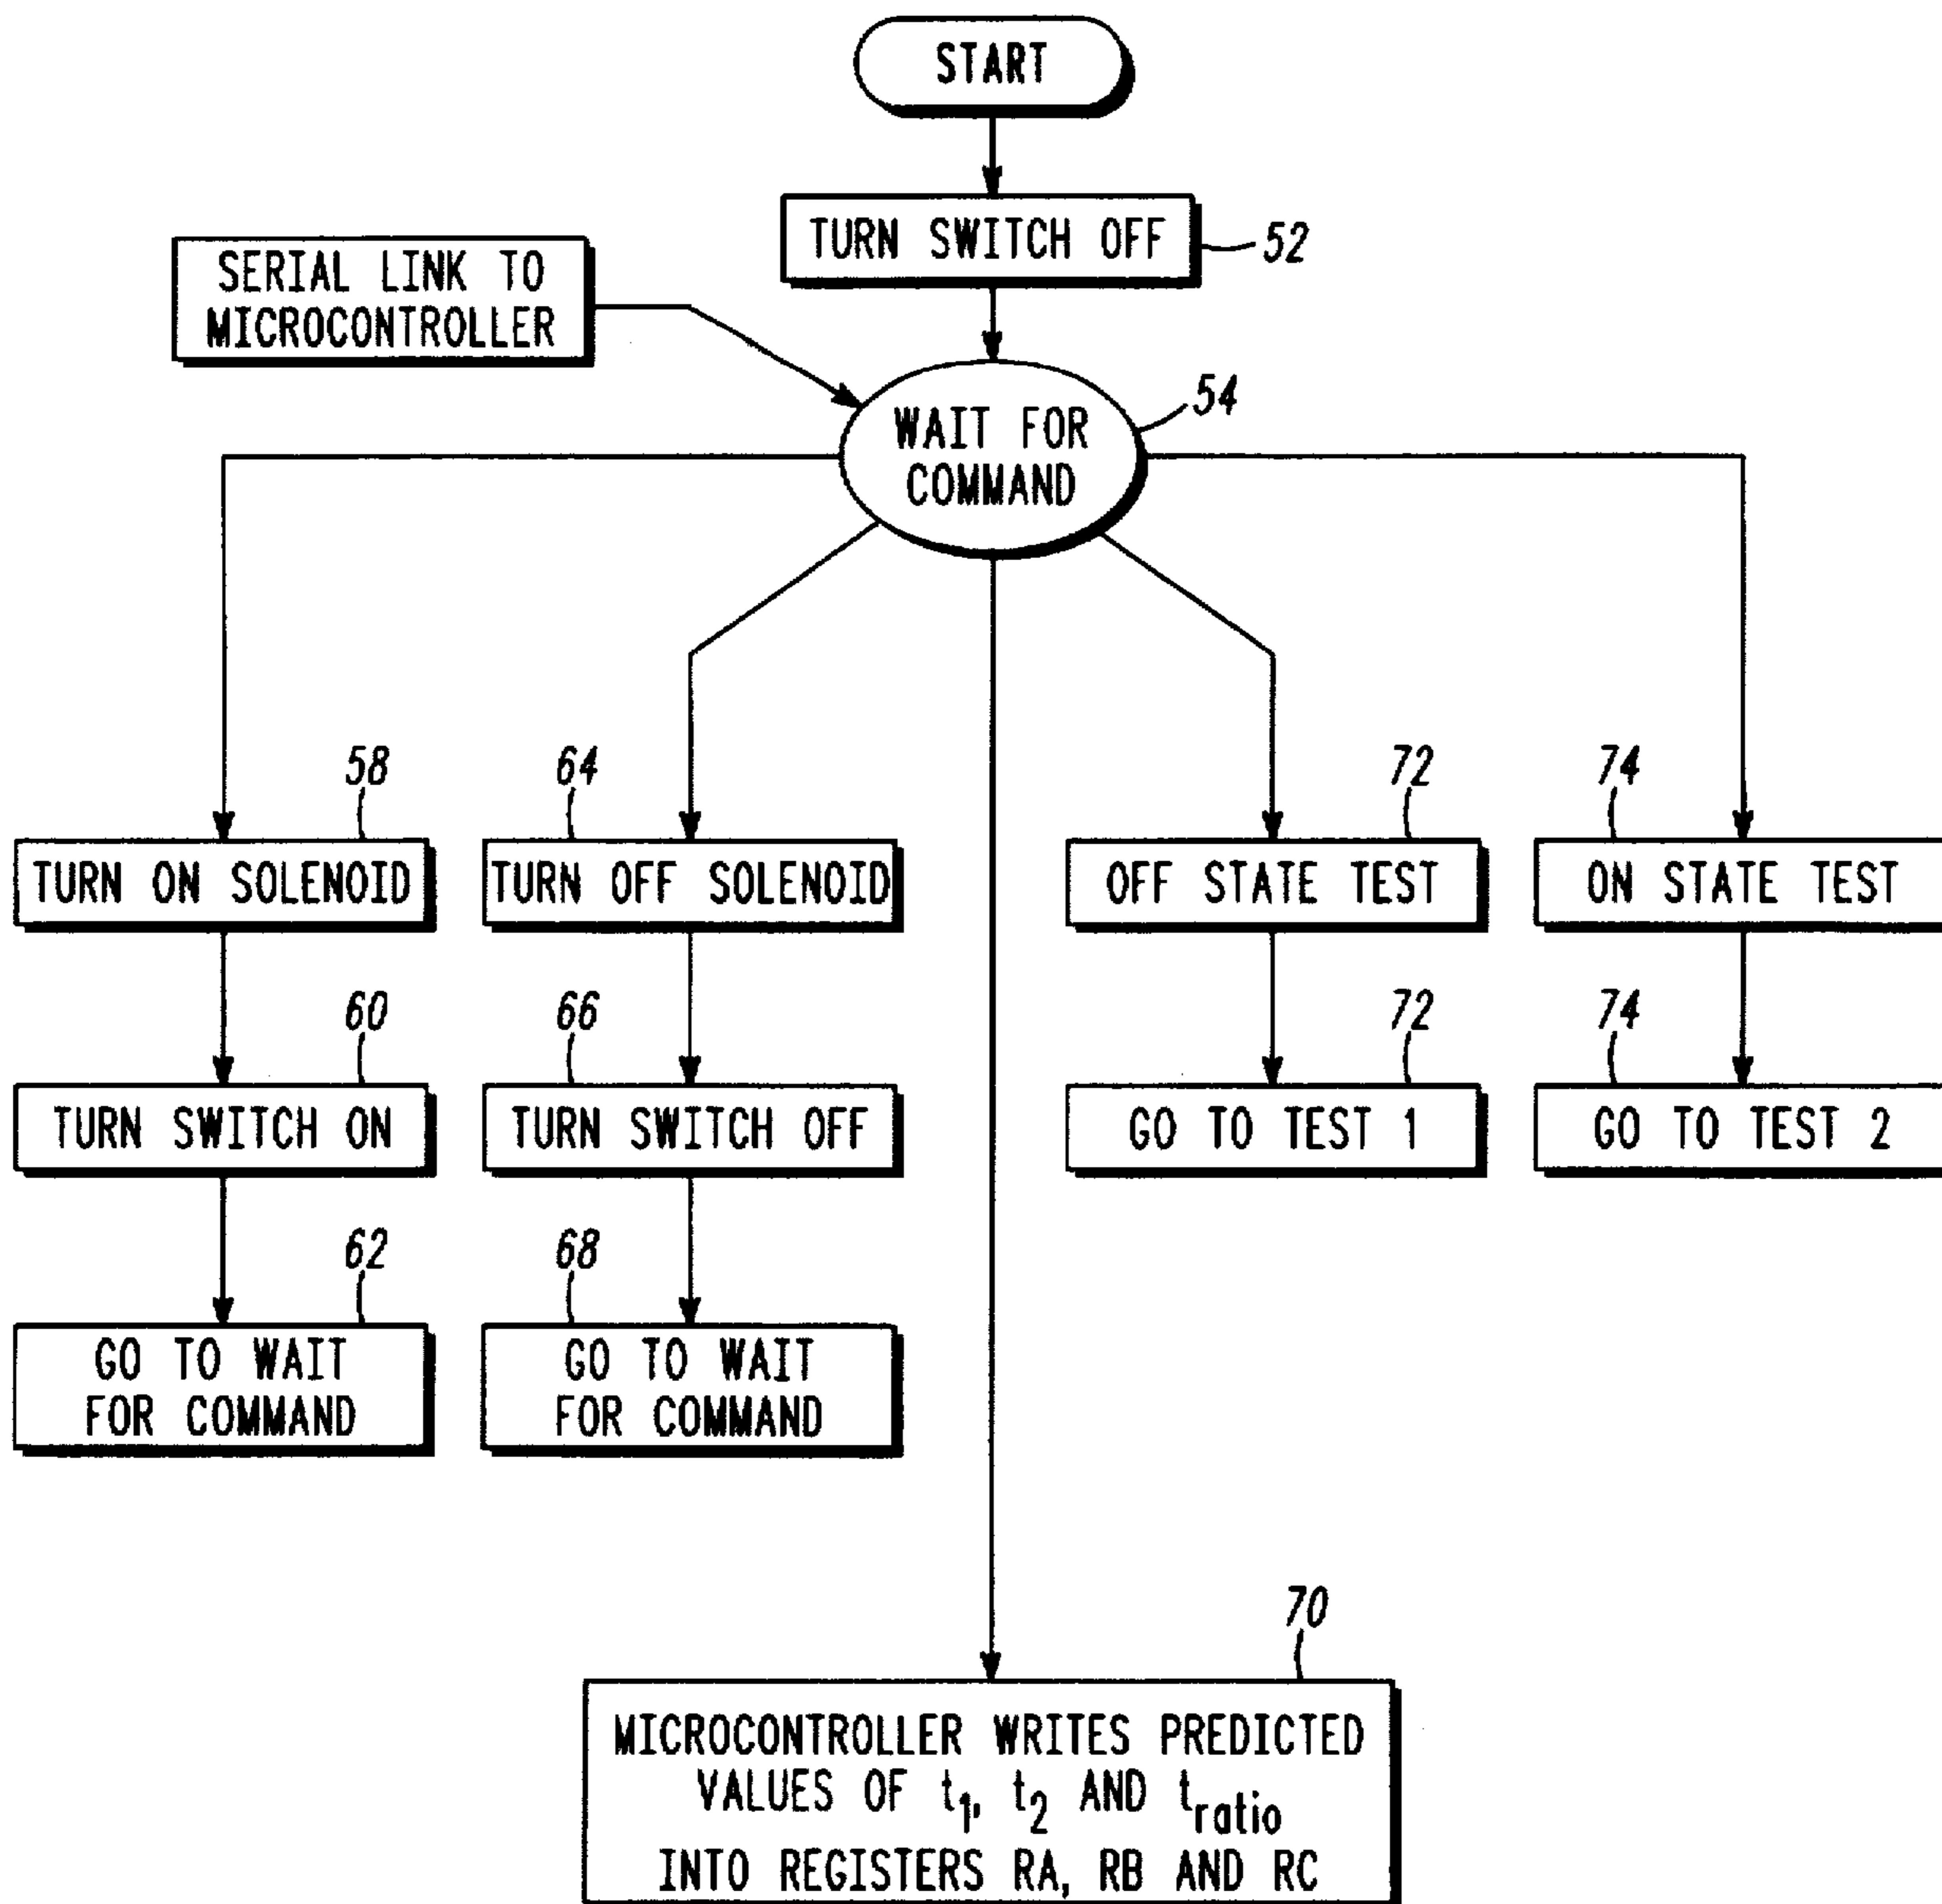 START
TURN SWITCH OFF
52
SERIAL LINK TO
MICROCONTROLLER
54
WAIT FOR
COMMAND
58
64
72
74
TURN ON SOLENOID
TURN OFF SOLENOID
OFF STATE TEST
ON STATE TEST
60
66
72
74
TURN SWITCH ON
TURN SWITCH OFF
GO TO TEST 1
GO TO TEST 2
62
68
GO TO WAIT
FOR COMMAND
GO TO WAIT
FOR COMMAND
70
MICROCONTROLLER WRITES PREDICTED
VALUES OF t₁, t₂ AND t_ratio
INTO REGISTERS RA, RB AND RC